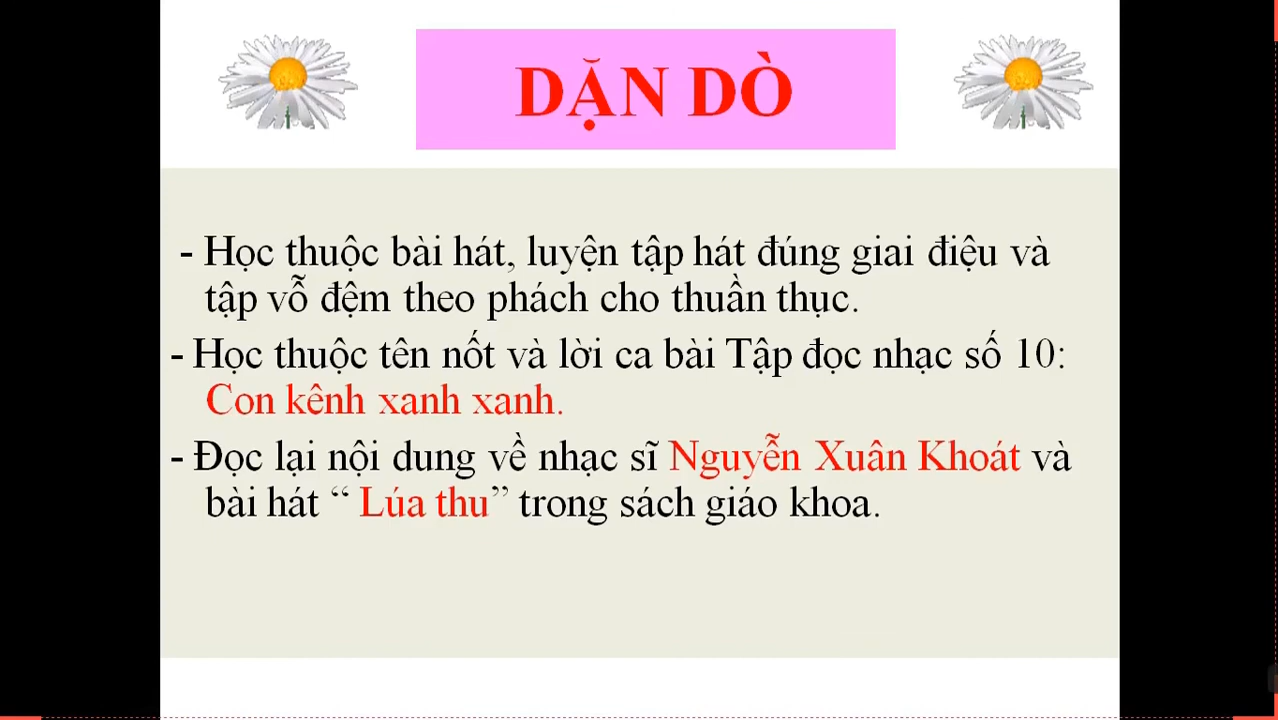 DẶN DÒ
- Học thuộc bài hát, luyện tập hát đúng giai điệu và
tập vỗ đệm theo phách cho thuần thục.
- Học thuộc tên nốt và lời ca bài Tập đọc nhạc số 10:
Con kênh xanh xanh.
- Đọc lại nội dung về nhạc sĩ Nguyễn Xuân Khoát và
bài hát “ Lúa thu” trong sách giáo khoa.